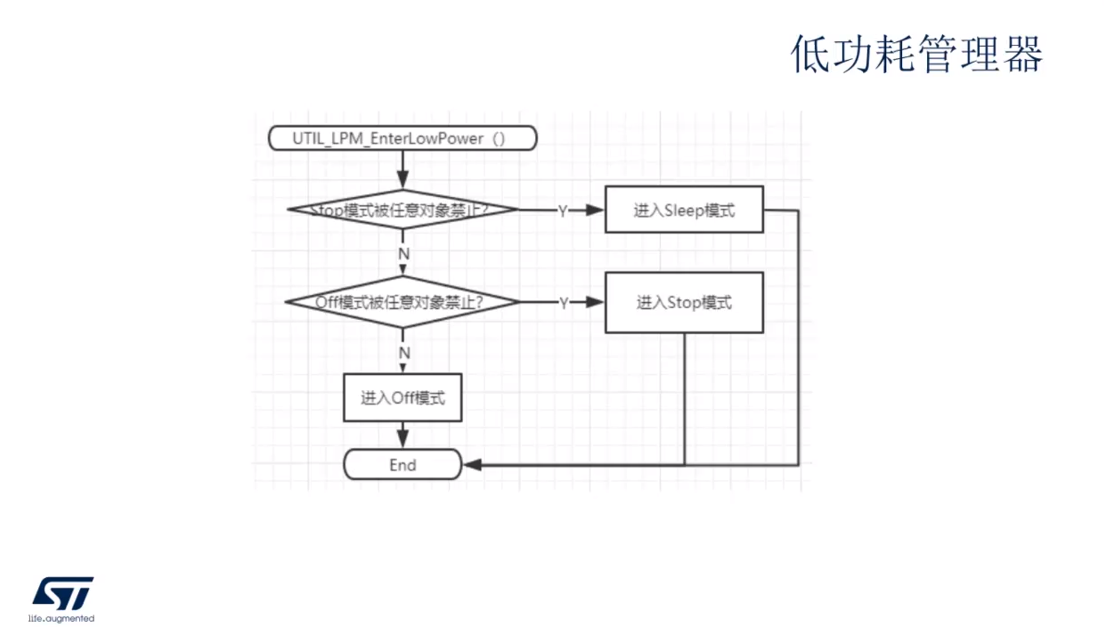 低功耗管理器
UTIL_LPM_EnterLowPower（）
Stop模式被任意对象禁止?
Y
进入Sleep模式
N
Off模式被任意对象禁止?
Y
进入Stop模式
N
进入Off模式
End
ST
life.augmented